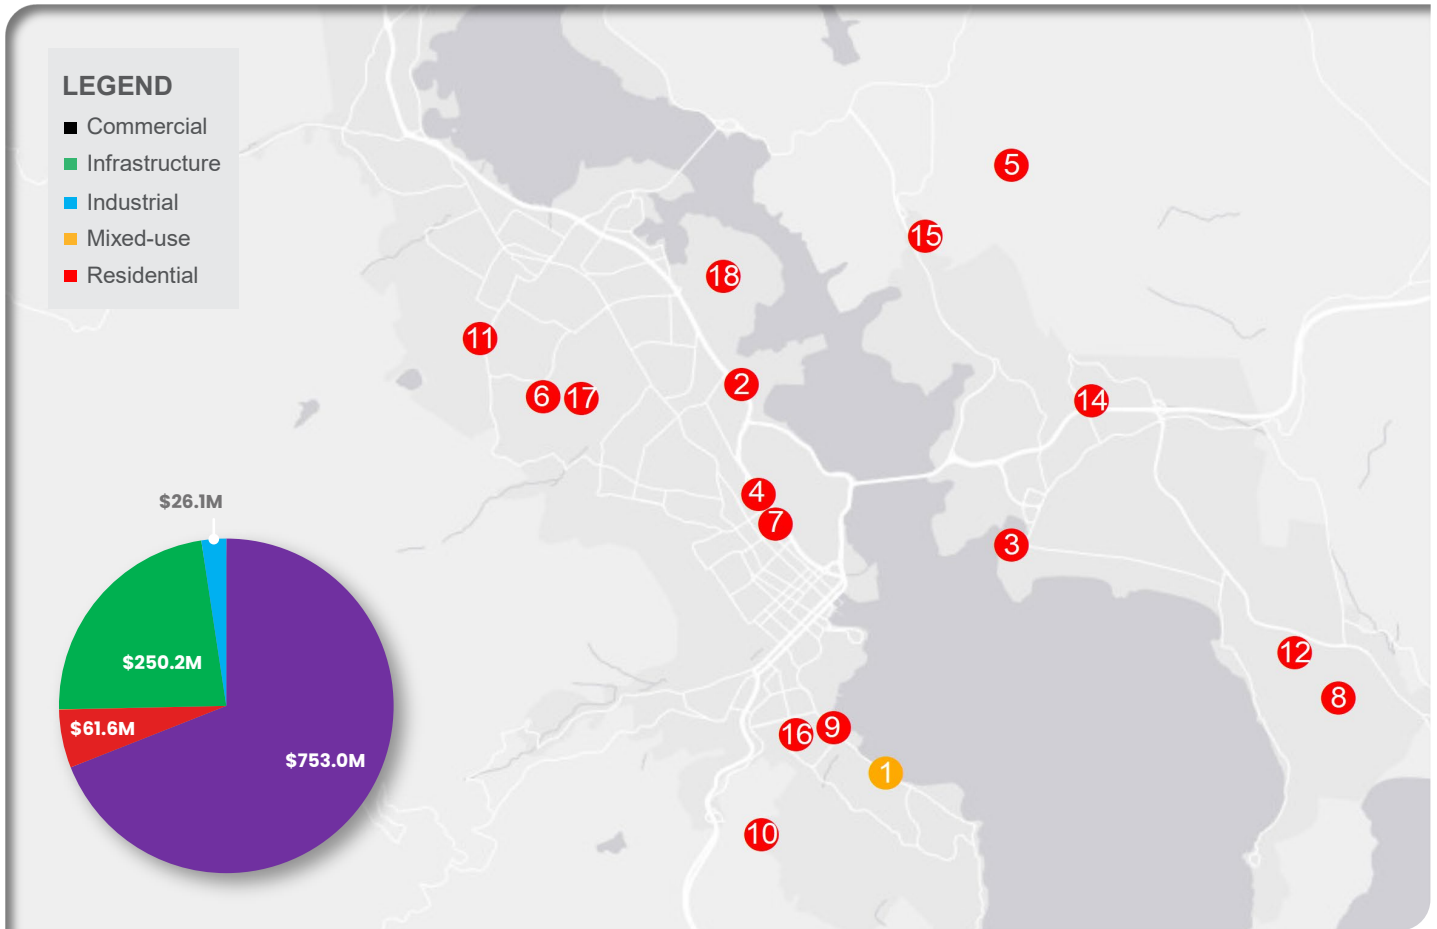 LEGEND
Commercial
Infrastructure
Industrial
Mixed-use
Residential
5
15
18
11
2
6
17
14
4
7
3
12
8
16
9
1
10
$26.1M
$250.2M
$61.6M
$753.0M